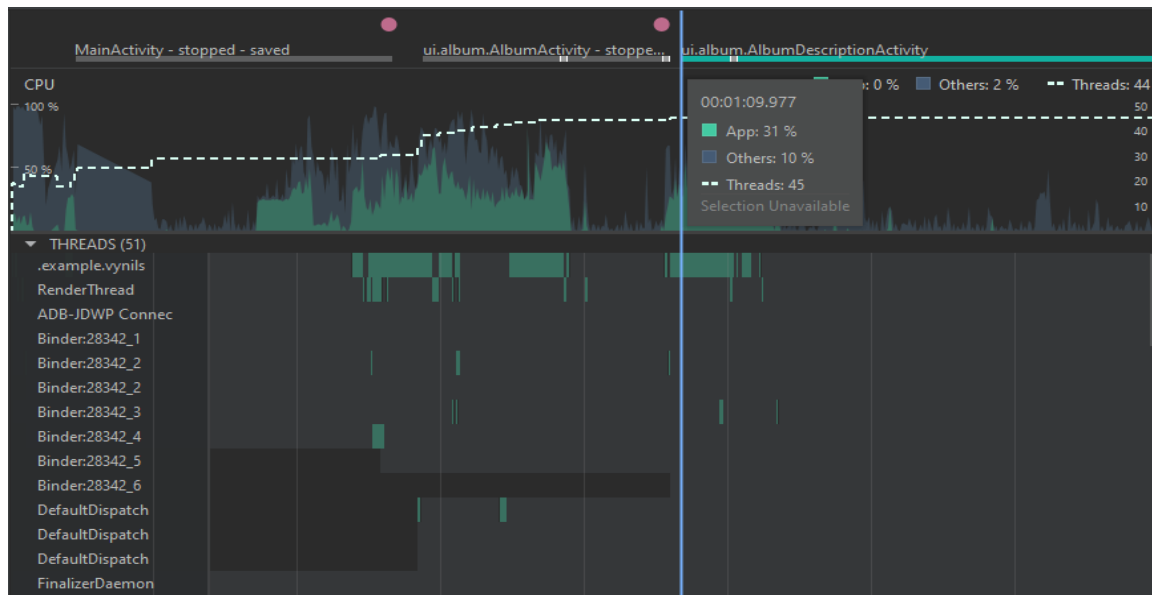 MainActivity - stopped - saved
ui.album.AlbumActivity - stoppe...
ui.album.AlbumDescriptionActivity
CPU
: 0 %
Others: 2 %
Threads: 44
100 %
50
40
50 %
30
20
10
00:01:09.977
App: 31 %
Others: 10 %
Threads: 45
Selection Unavailable
THREADS (51)
.example.vynils
RenderThread
ADB-JDWP Connec
Binder:28342_1
Binder:28342_2
Binder:28342_2
Binder:28342_3
Binder:28342_4
Binder:28342_5
Binder:28342_6
DefaultDispatch
DefaultDispatch
DefaultDispatch
FinalizerDaemon